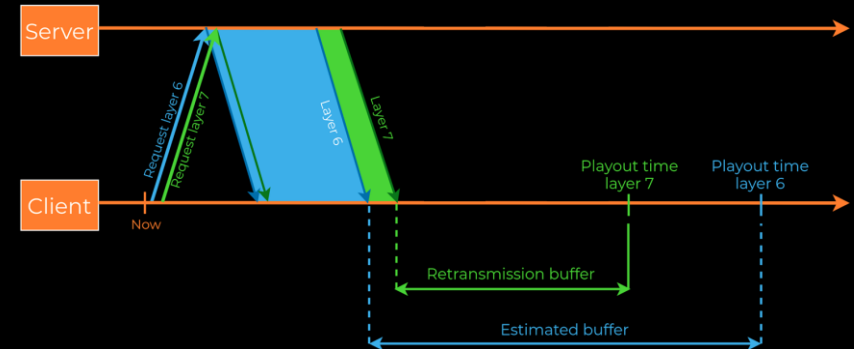 Server
Request layer 6
Request layer 7
Layer 6
Layer 7
Playout time
layer 7
Playout time
layer 6
Client
Now
Retransmission buffer
Estimated buffer